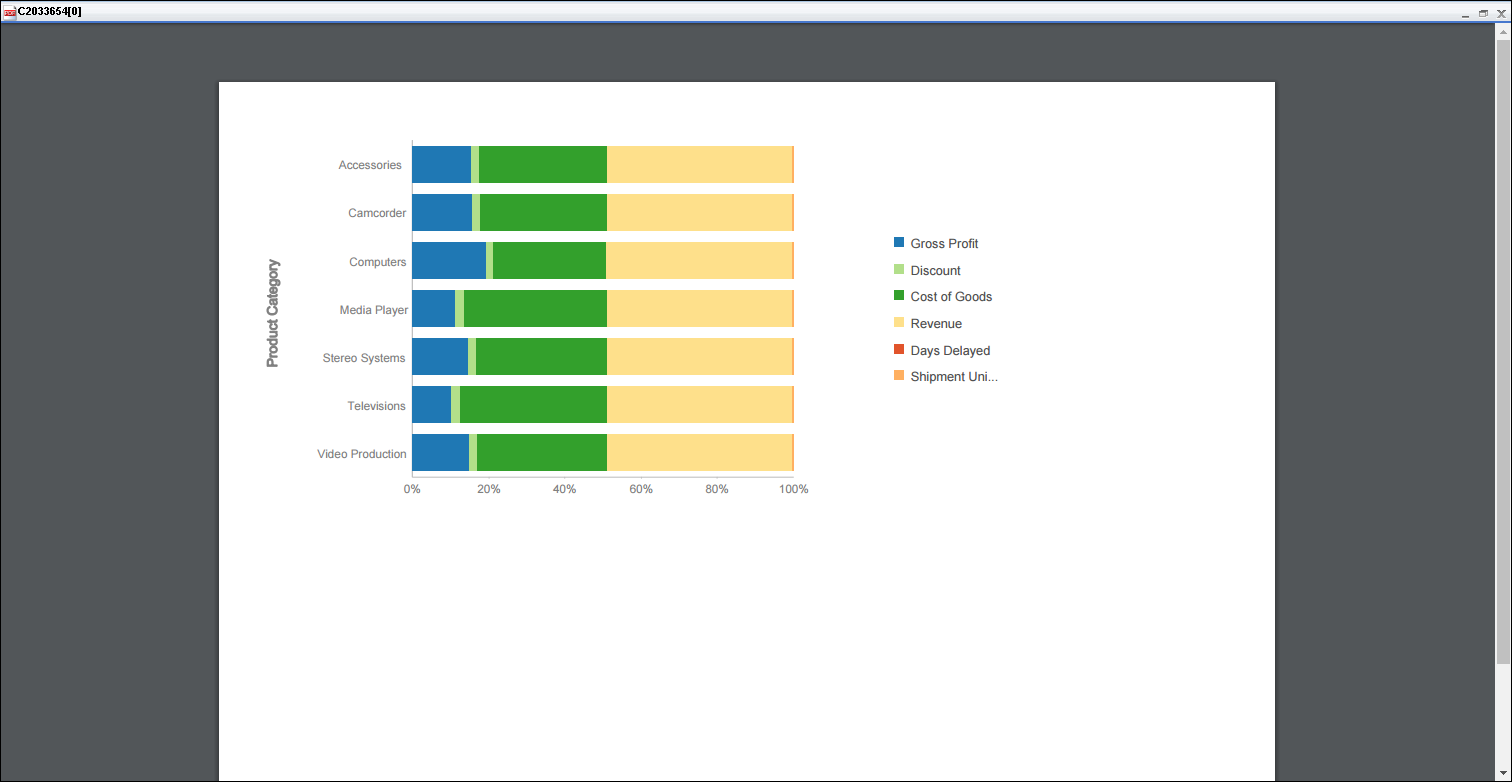 C2033654[0]
Product Category
Accessories
Camcorder
Computers
Media Player
Stereo Systems
Televisions
Video Production
0% 20% 40% 60% 80% 100%
Gross Profit
Discount
Cost of Goods
Revenue
Days Delayed
Shipment Uni...